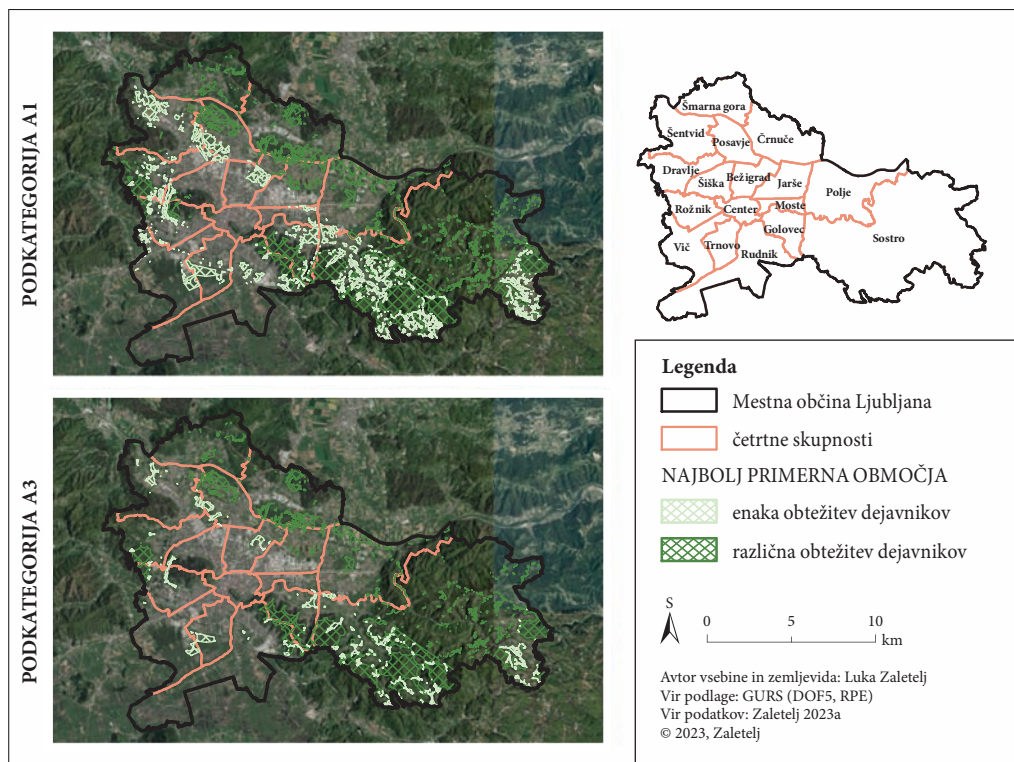 PODKATEGORIJA A1
PODKATEGORIJA A3
Šmarna gora
Šentvid
Posavje
Črnuče
Dravlje
Šiška
Bežigrad
Jarše
Polje
Rožnik
Center
Moste
Golovec
Sostro
Vič
Trnovo
Rudnik
Legenda
Mestna občina Ljubljana
četrtne skupnosti
NAJBOLJ PRIMERNA OBMOČJA
enaka obtežitev dejavnikov
različna obtežitev dejavnikov
S
0 5 10
km
Avtor vsebine in zemljevida: Luka Zaletelj
Vir podlage: GURS (DOF5, RPE)
Vir podatkov: Zaletelj 2023a
© 2023, Zaletelj